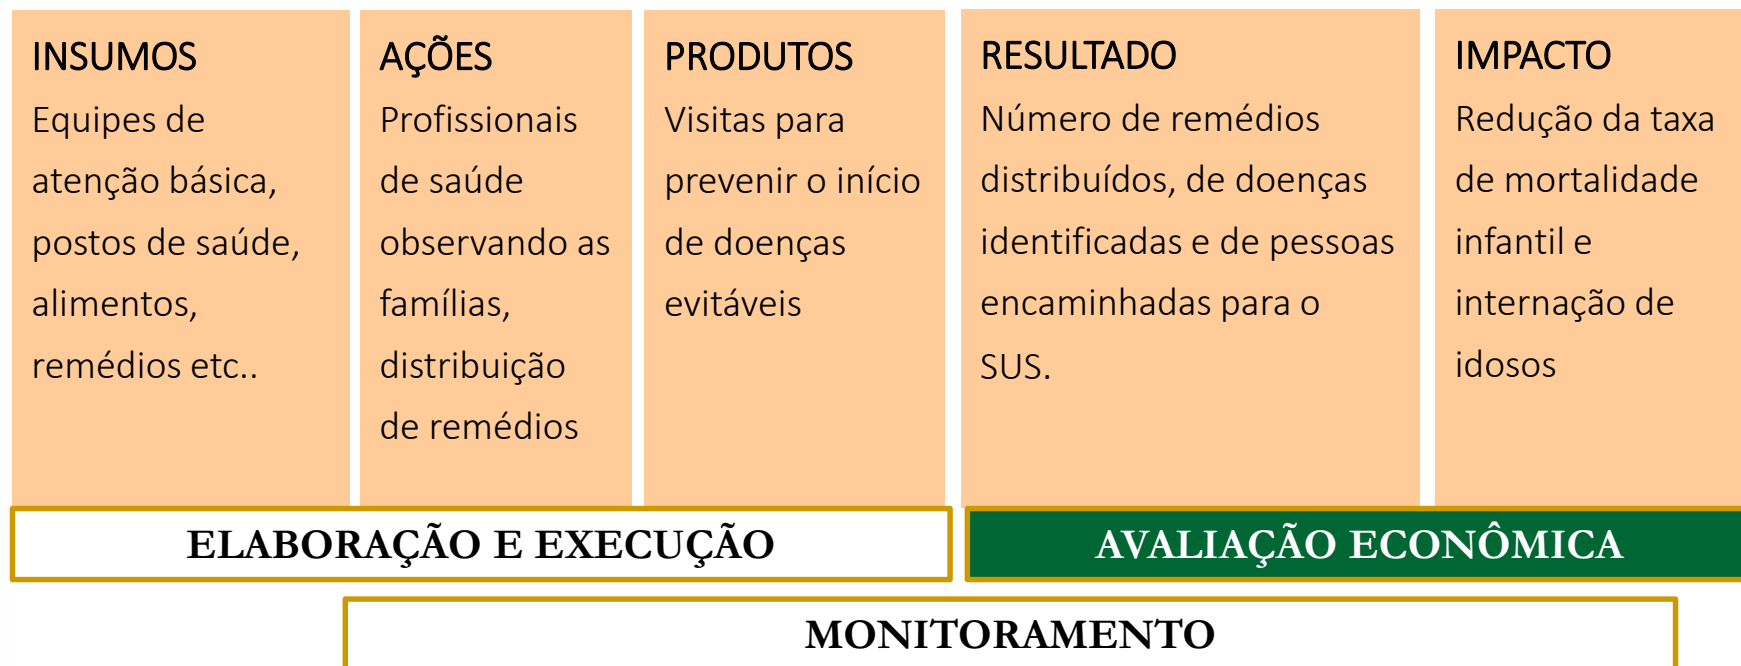 INSUMOS
Equipes de
atenção básica,
postos de saúde,
alimentos,
remédios etc..
AÇÕES
Profissionais
de saúde
observando as
famílias,
distribuição
de remédios
PRODUTOS
Visitas para
prevenir o início
de doenças
evitáveis
RESULTADO
Número de remédios
distribuídos, de doenças
identificadas e de pessoas
encaminhadas para o
SUS.
IMPACTO
Redução da taxa
de mortalidade
infantil e
internação de
idosos
ELABORAÇÃO E EXECUÇÃO
AVALIAÇÃO ECONÔMICA
MONITORAMENTO